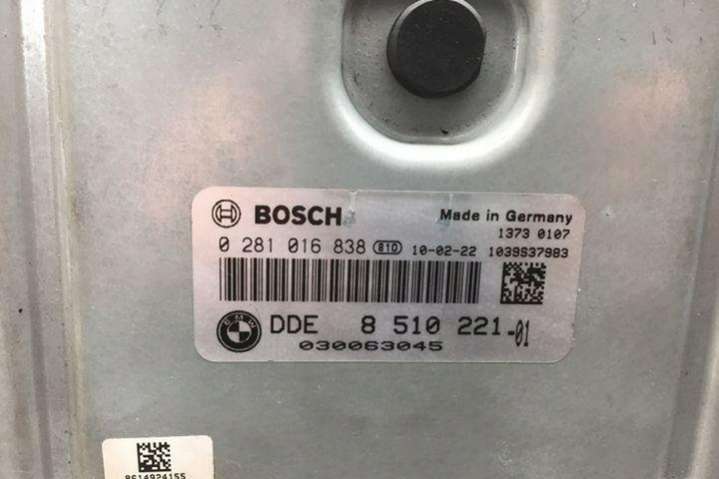 BOSCH
Made in Germany
1373 0107
0 281 016 838 810 10-02-22 1039S37983
DDE 8 510 221-01
030063045
8614924155